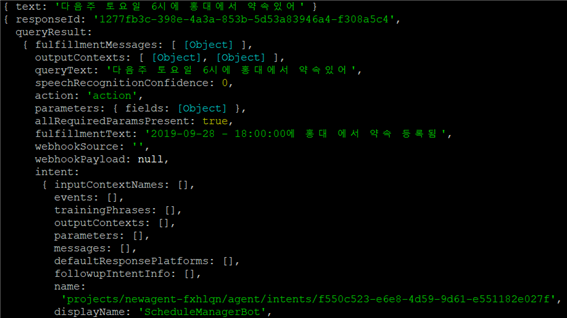 { text: '다음주 토요일 6시에 홍대에서 약속있어' }
{ responseId: '1277fb3c-398e-4a3a-853b-5d53a83946a4-f308a5c4',
queryResult:
{ fulfillmentMessages: [ [Object] ],
outputContexts: [ [Object], [Object] ],
queryText: '다음주 토요일 6시에 홍대에서 약속있어',
speechRecognitionConfidence: 0,
action: 'action',
parameters: { fields: [Object] },
allRequiredParamsPresent: true,
fulfillmentText: '2019-09-28 - 18:00:00에 홍대 에서 약속 등록됨',
webhookSource: '',
webhookPayload: null,
intent:
{ inputContextNames: [],
events: [],
trainingPhrases: [],
outputContexts: [],
parameters: [],
messages: [],
defaultResponsePlatforms: [],
followupIntentInfo: [],
name:
'projects/newagent-fxhlqn/agent/intents/f550c523-e6e8-4d59-9d61-e551182e027f',
displayName: 'ScheduleManagerBot',